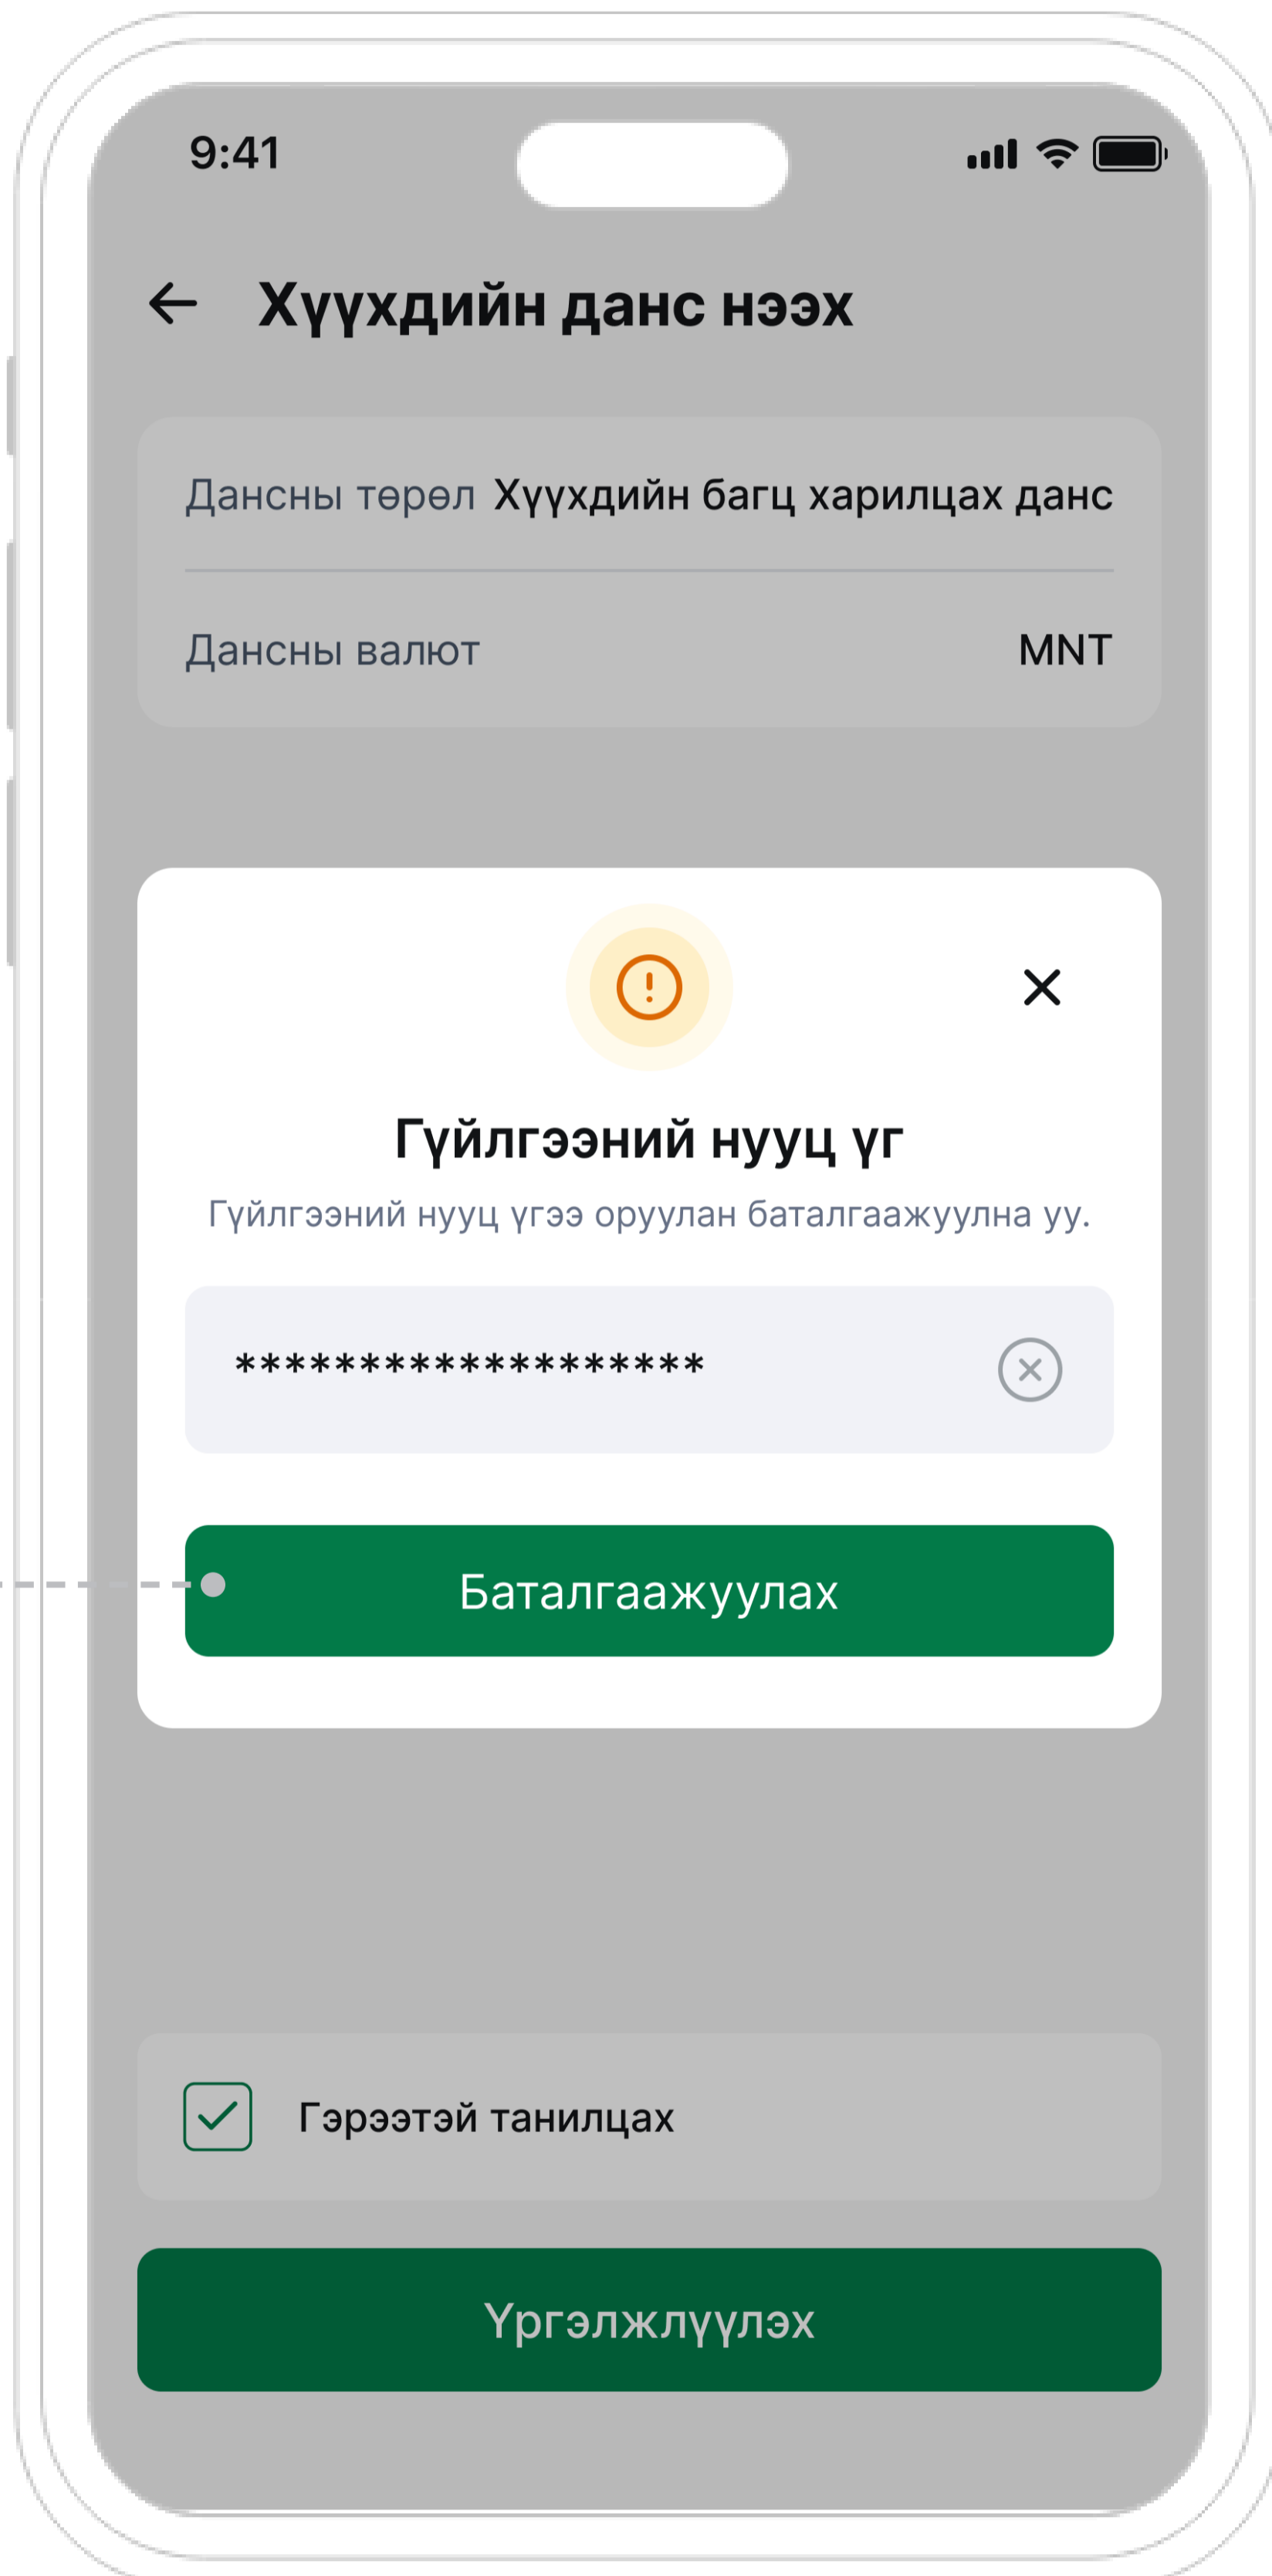 9:41
Хүүхдийн данс нээх
Дансны төрөл Хүүхдийн багц харилцах данс
Дансны валют MNT
Гүйлгээний нууц үг
Гүйлгээний нууц үгээ оруулан баталгаажуулна уу.
*******************
Баталгаажуулах
Гэрээтэй танилцах
Үргэлжлүүлэх